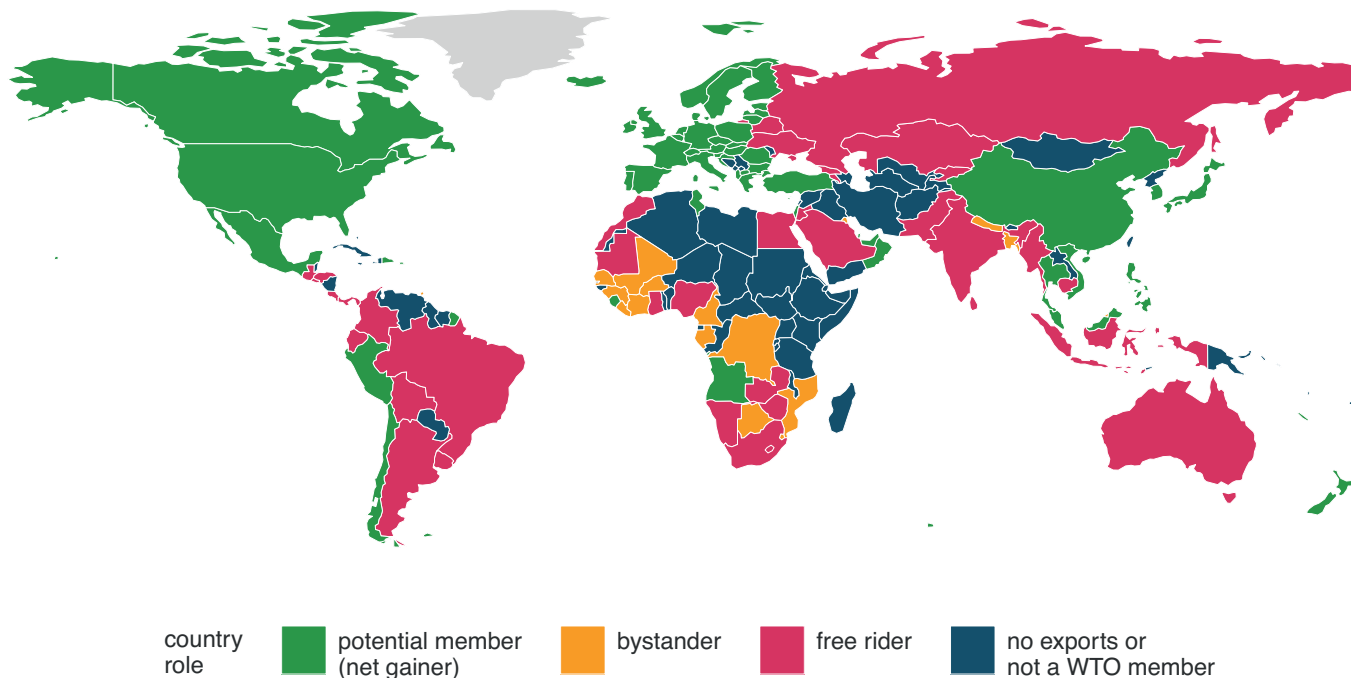 country
role
potential member
(net gainer)
bystander
free rider
no exports or
not a WTO member